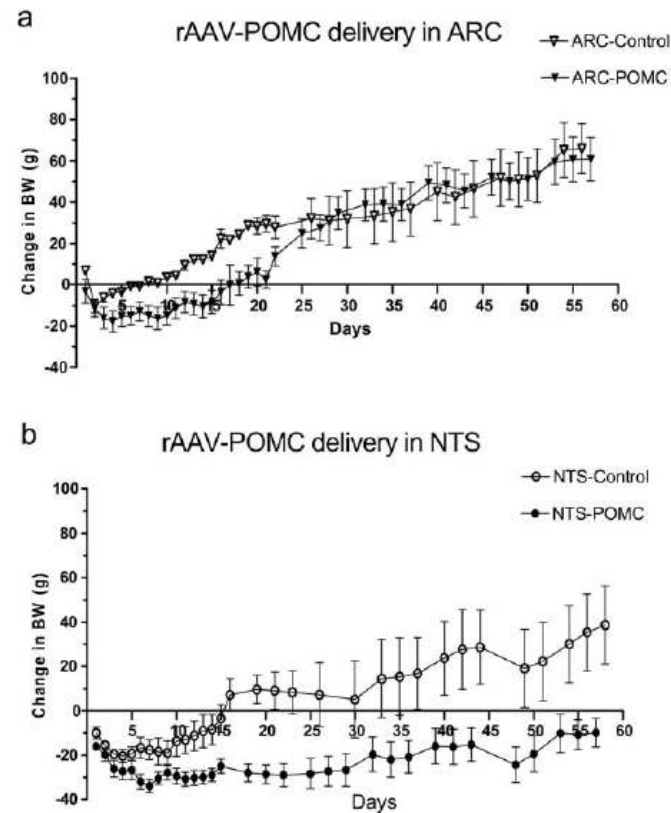 a
rAAV-POMC delivery in ARC
ARC-Control
ARC-POMC
Change in BW (g)
100
80
60
40
20
0
-20
-40
5 10 15 20 25 30 35 40 45 50 55 60
Days
b
rAAV-POMC delivery in NTS
NTS-Control
NTS-POMC
Change in BW (g)
100
80
60
40
20
0
-20
-40
5 10 15 20 25 30 35 40 45 50 55 60
Days